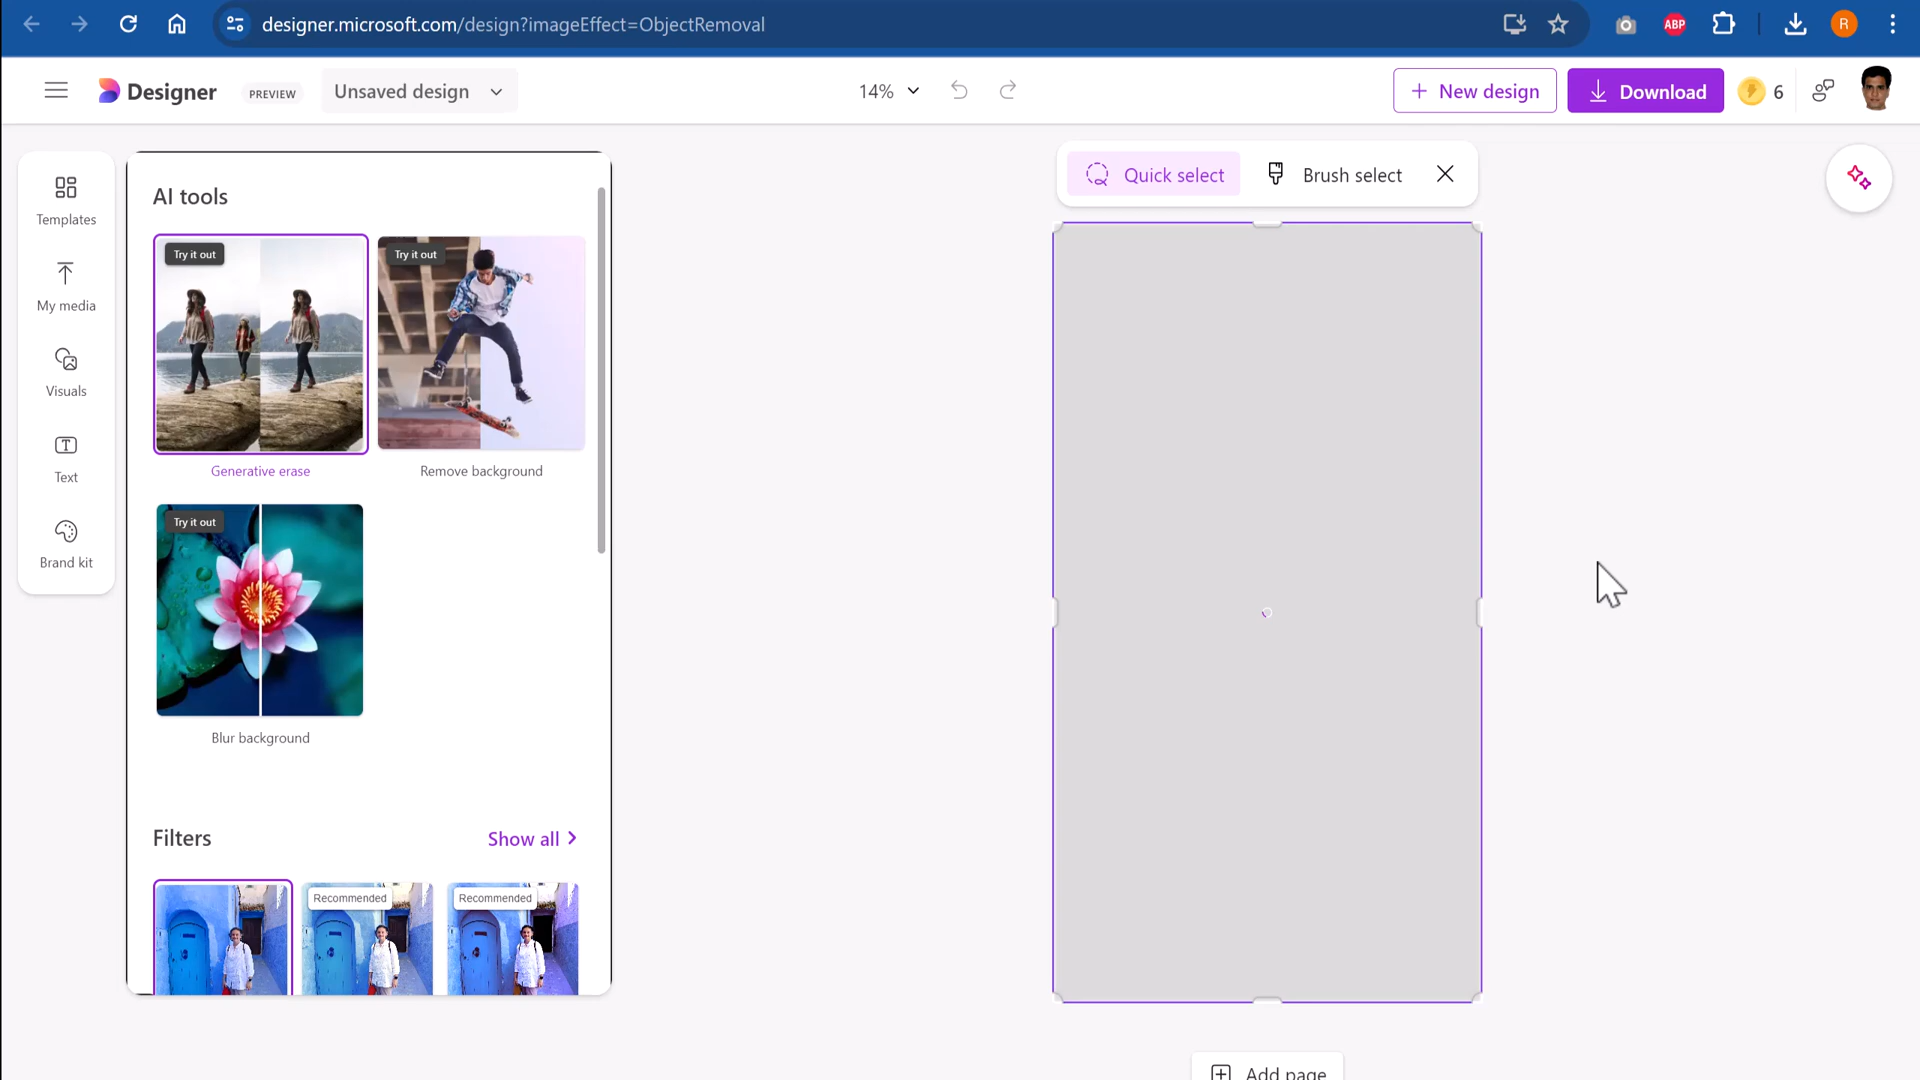 designer.microsoft.com/design?imageEffect=ObjectRemoval
ABP
R
Designer
PREVIEW
Unsaved design
14%
New design
Download
6
Templates
My media
Visuals
Text
Brand kit
AI tools
Try it out
Try it out
Generative erase
Remove background
Try it out
Blur background
Filters
Show all
Recommended
Recommended
Quick select
Brush select
Add page